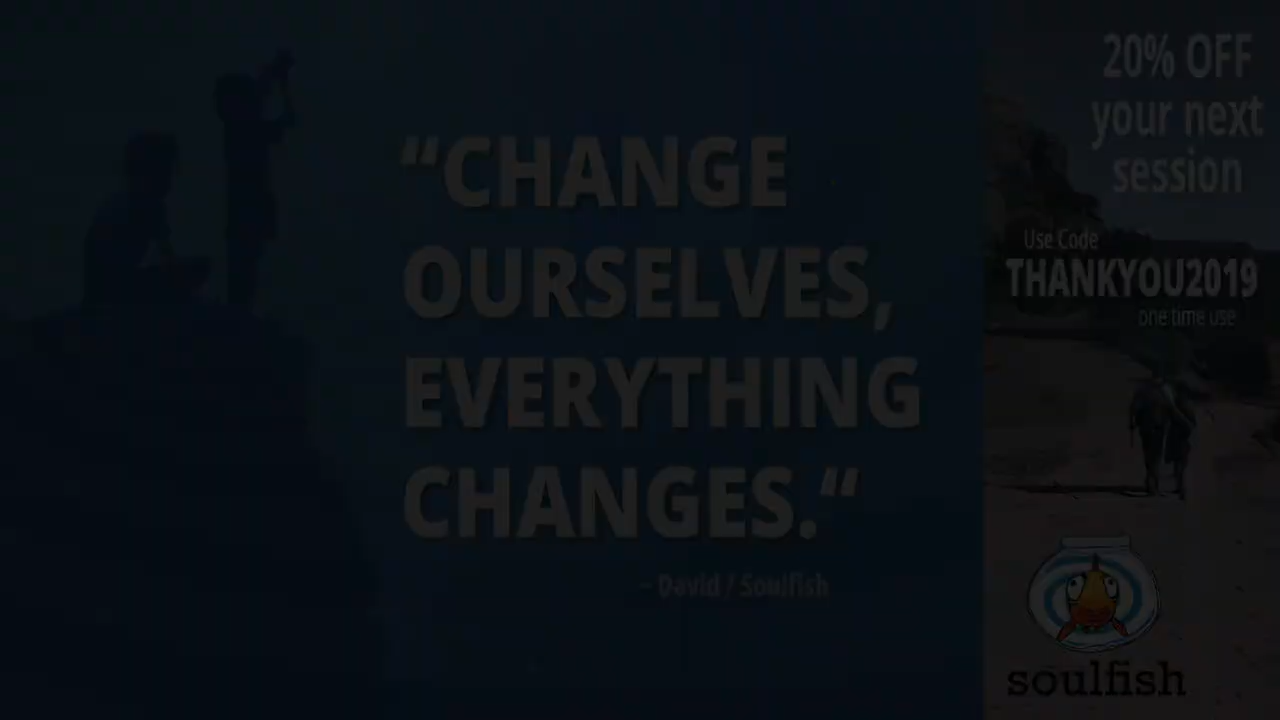 “CHANGE
OURSELVES,
EVERYTHING
CHANGES.“
- David / Soulfish
20% OFF
your next
session
Use Code
THANKYOU2019
one time use
soulfish